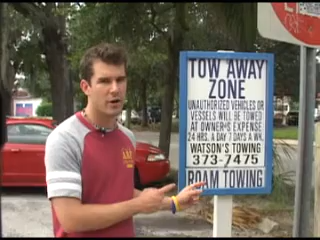 TOW AWAY
ZONE
UNAUTHORIZED VEHICLES OR
VESSELS WILL BE TOWED
AT OWNER'S EXPENSE
24 HRS. A DAY 7 DAYS A WK.
WATSON'S TOWING
373-7475
ROAM TOWING